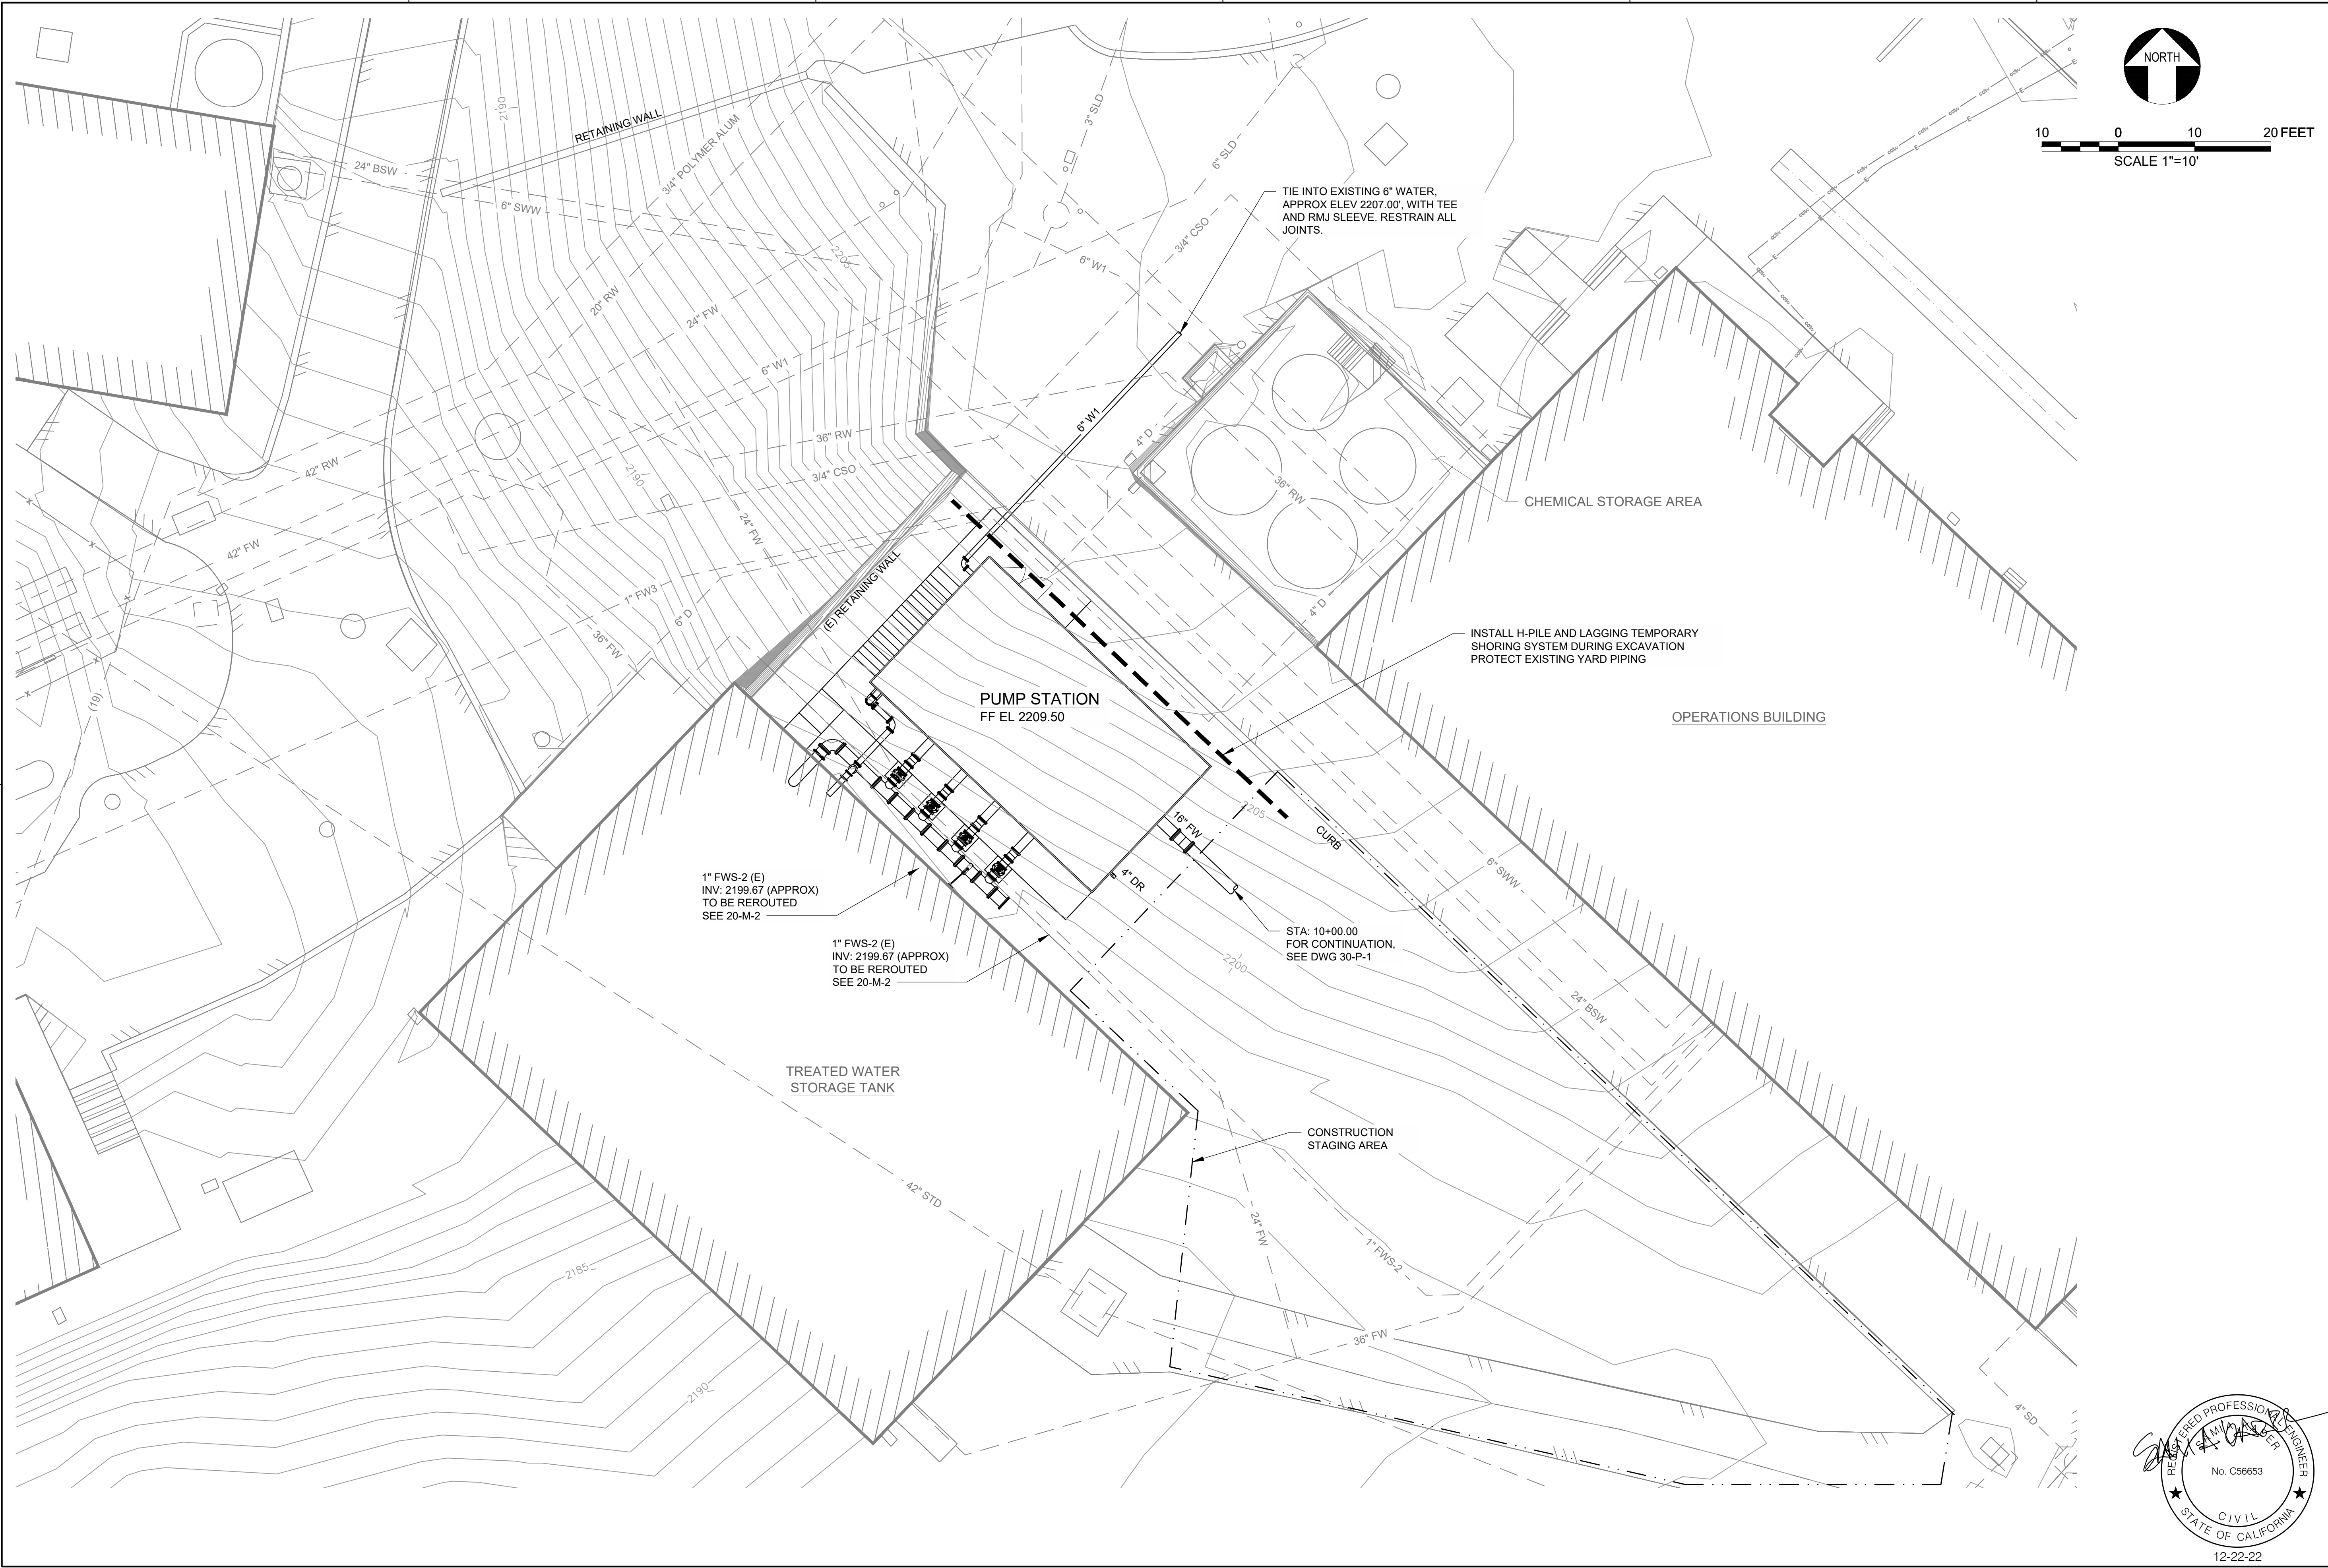 NORTH
10 0 10 20 FEET
SCALE 1"=10'
2190
RETAINING WALL
3/4" POLYMER ALUM
3" SLD
6" SLD
24" BSW
6" SWW
2205
TIE INTO EXISTING 6" WATER,
APPROX ELEV 2207.00', WITH TEE
AND RMJ SLEEVE. RESTRAIN ALL
JOINTS.
3/4" CSO
6" W1
20" RW
24" FW
6" W1
6" W1
36" RW
3/4" CSO
4" D
36" RW
42" RW
2190
24" FW
CHEMICAL STORAGE AREA
42" FW
1" FW3
6" D
36" FW
(E) RETAINING WALL
4" D
INSTALL H-PILE AND LAGGING TEMPORARY
SHORING SYSTEM DURING EXCAVATION
PROTECT EXISTING YARD PIPING
(19)
PUMP STATION
FF EL 2209.50
OPERATIONS BUILDING
2205
16" FW
CURB
6" SWW
4" DR
1" FWS-2 (E)
INV: 2199.67 (APPROX)
TO BE REROUTED
SEE 20-M-2
1" FWS-2 (E)
INV: 2199.67 (APPROX)
TO BE REROUTED
SEE 20-M-2
STA: 10+00.00
FOR CONTINUATION,
SEE DWG 30-P-1
2200
24" BSW
TREATED WATER
STORAGE TANK
CONSTRUCTION
STAGING AREA
42" STD
24" FW
1" FWS-2
2185
36" FW
2190
4" SD
REGISTERED PROFESSIONAL ENGINEER
No. C56653
CIVIL
STATE OF CALIFORNIA
12-22-22